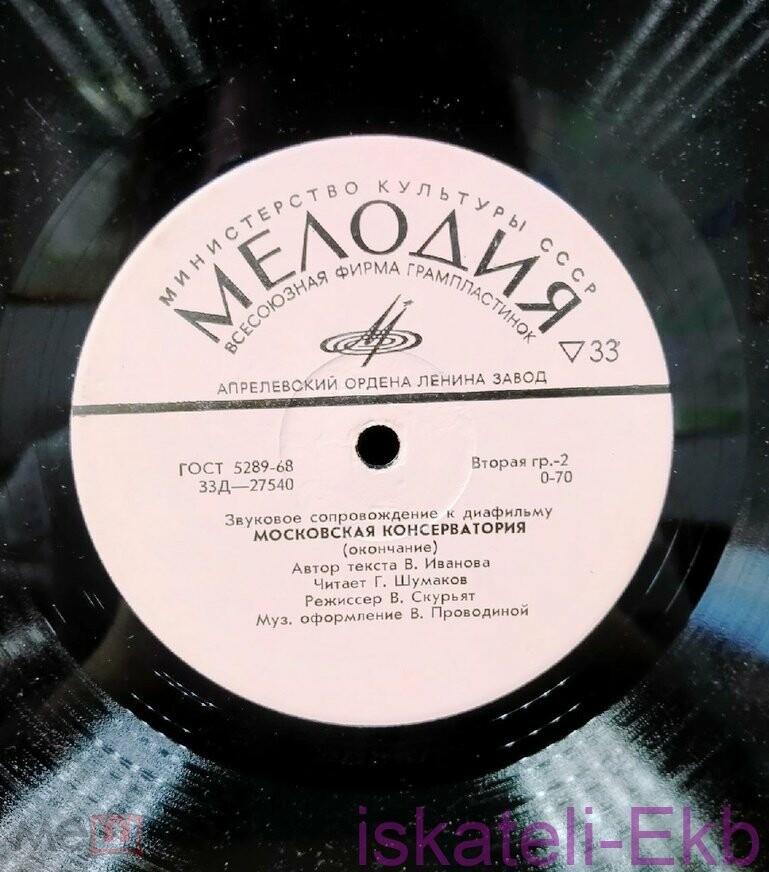 МИНИСТЕРСТВО КУЛЬТУРЫ СССР
МЕЛОДИЯ
ВСЕСОЮЗНАЯ ФИРМА ГРАМПЛАСТИНОК
▽33
АПРЕЛЕВСКИЙ ОРДЕНА ЛЕНИНА ЗАВОД
ГОСТ 5289-68
Вторая гр.-2
33Д—27540
0-70
Звуковое сопровождение к диафильму
МОСКОВСКАЯ КОНСЕРВАТОРИЯ
(окончание)
Автор текста В. Иванова
Читает Г. Шумаков
Режиссер В. Скурьят
Муз. оформление В. Проводиной
iskateli-Ekb